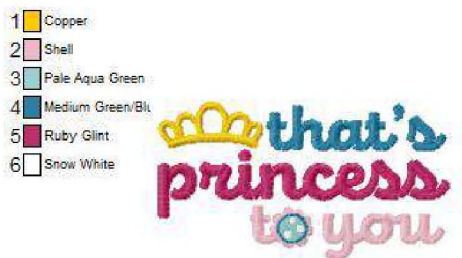 1 Copper
2 Shell
3 Pale Aqua Green
4 Medium Green/Blu
5 Ruby Glint
6 Snow White
that's
princess
to you